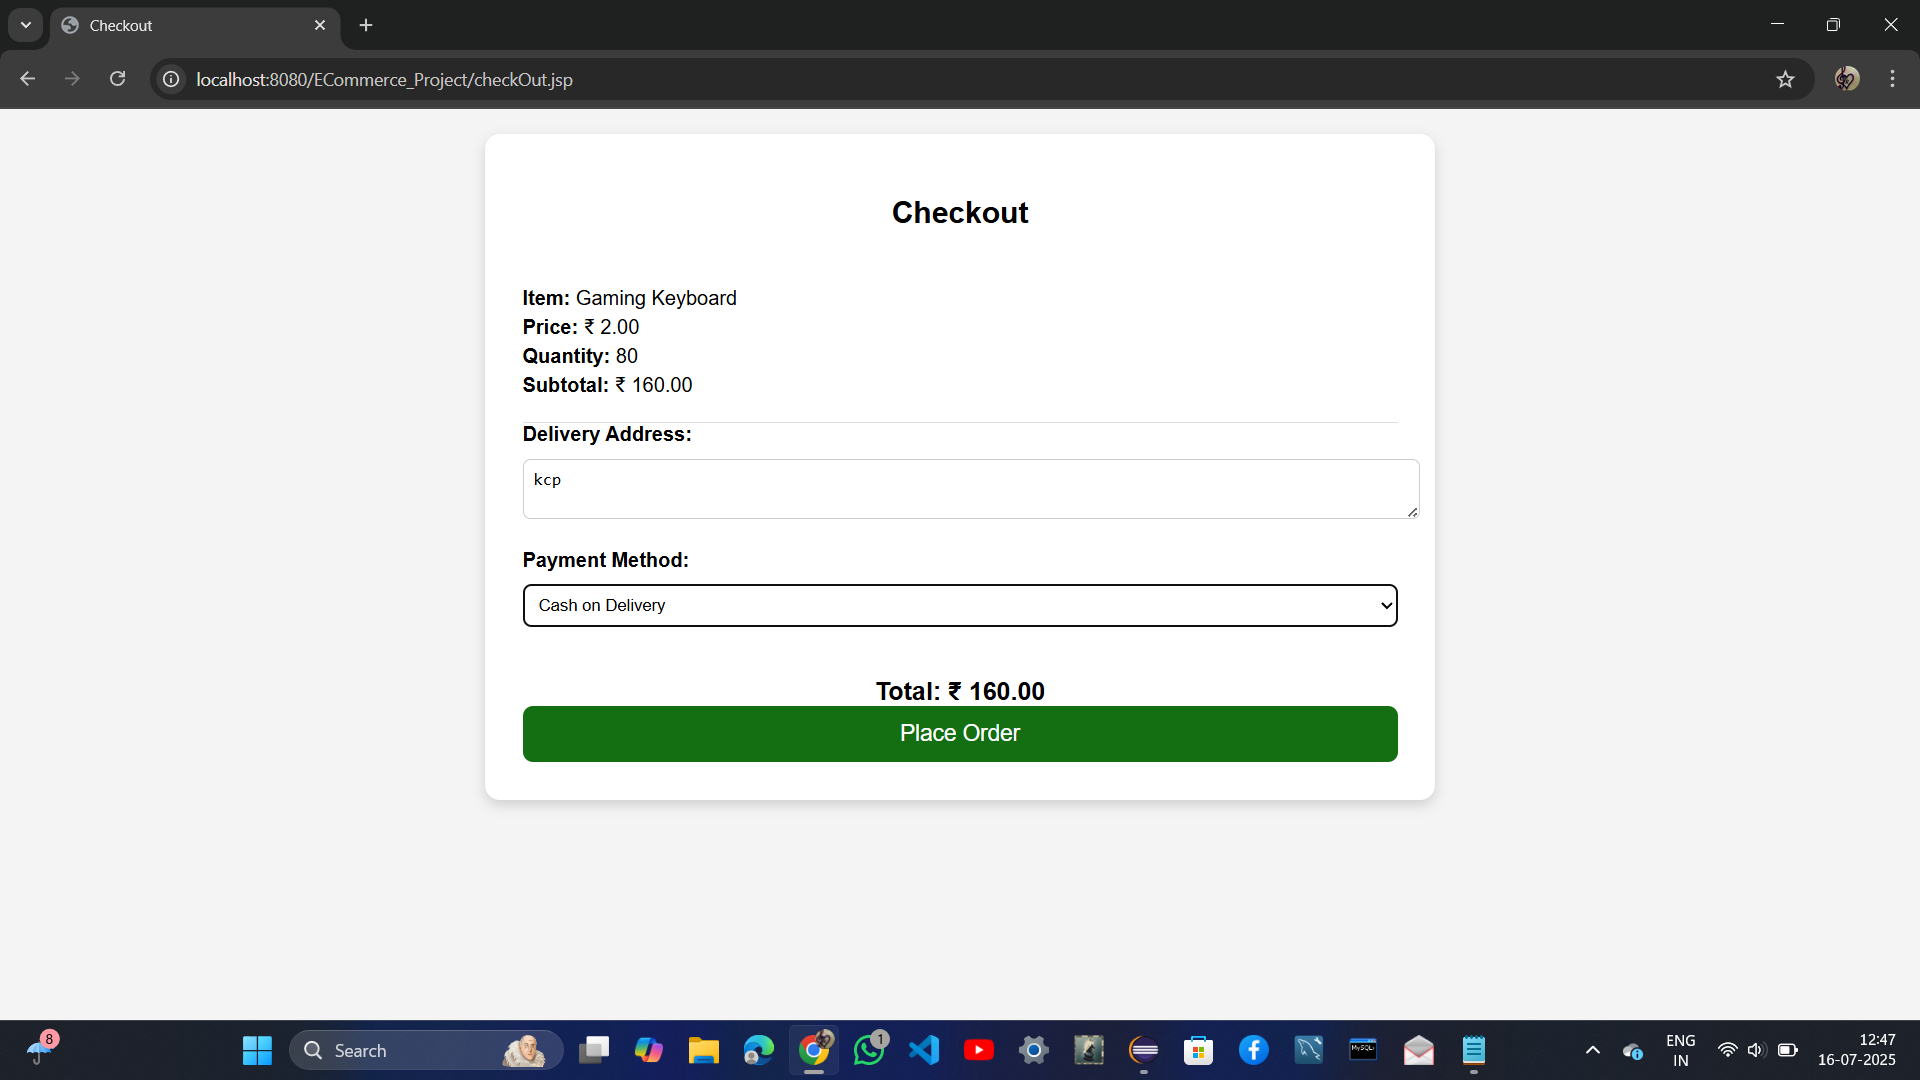 Checkout
localhost:8080/ECommerce_Project/checkOut.jsp
Checkout
Item: Gaming Keyboard
Price: ₹ 2.00
Quantity: 80
Subtotal: ₹ 160.00
Delivery Address:
kcp
Payment Method:
Cash on Delivery
Total: ₹ 160.00
Place Order
8
Search
1
MySQL
ENG
IN
12:47
16-07-2025